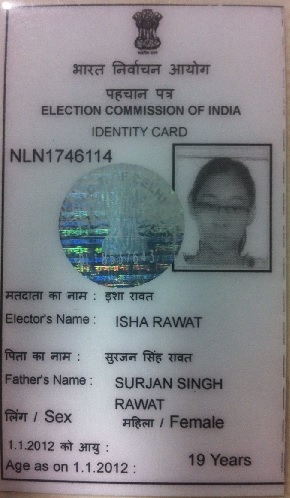 भारत निर्वाचन आयोग
पहचान पत्र
ELECTION COMMISSION OF INDIA
IDENTITY CARD
NLN1746114
मतदाता का नाम : इशा रावत
Elector's Name : ISHA RAWAT
पिता का नाम : सुरजन सिंह रावत
Father's Name : SURJAN SINGH
RAWAT
लिंग / Sex महिला / Female
1.1.2012 को आयु :
Age as on 1.1.2012 : 19 Years